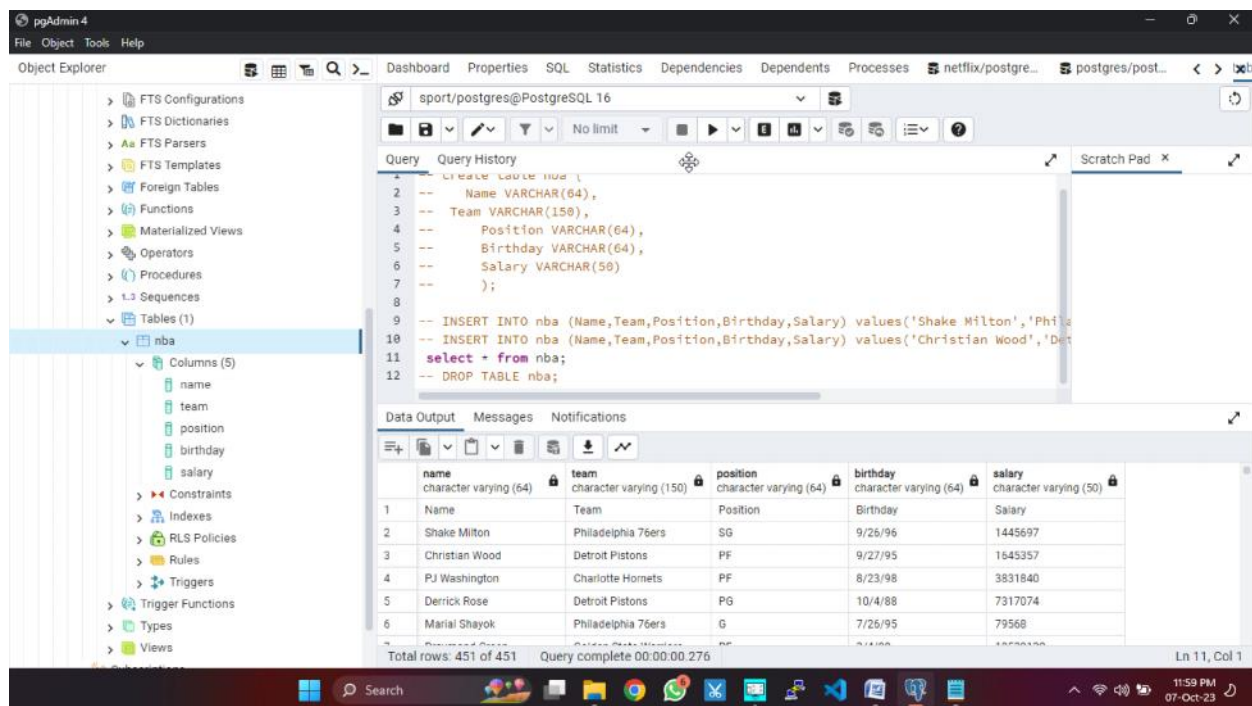 pgAdmin 4
File Object Tools Help
Object Explorer
Dashboard Properties SQL Statistics Dependencies Dependents Processes netflix/postgre... postgres/post...
FTS Configurations
FTS Dictionaries
FTS Parsers
FTS Templates
Foreign Tables
Functions
Materialized Views
Operators
Procedures
1..3 Sequences
Tables (1)
nba
Columns (5)
name
team
position
birthday
salary
Constraints
Indexes
RLS Policies
Rules
Triggers
Trigger Functions
Types
Views
sport/postgres@PostgreSQL 16
No limit
Query Query History
Scratch Pad
1 -- create table nba (
2 -- Name VARCHAR(64),
3 -- Team VARCHAR(150),
4 -- Position VARCHAR(64),
5 -- Birthday VARCHAR(64),
6 -- Salary VARCHAR(50)
7 -- );
8
9 -- INSERT INTO nba (Name,Team,Position,Birthday,Salary) values('Shake Milton','Phila
10 -- INSERT INTO nba (Name,Team,Position,Birthday,Salary) values('Christian Wood','Det
11 select * from nba;
12 -- DROP TABLE nba;
Data Output Messages Notifications
name team position birthday salary
character varying (64) character varying (150) character varying (64) character varying (64) character varying (50)
1 Name Team Position Birthday Salary
2 Shake Milton Philadelphia 76ers SG 9/26/96 1445697
3 Christian Wood Detroit Pistons PF 9/27/95 1645357
4 PJ Washington Charlotte Hornets PF 8/23/98 3831840
5 Derrick Rose Detroit Pistons PG 10/4/88 7317074
6 Marial Shayok Philadelphia 76ers G 7/26/95 79568
Total rows: 451 of 451 Query complete 00:00:00.276 Ln 11, Col 1
Search
11:59 PM
07-Oct-23